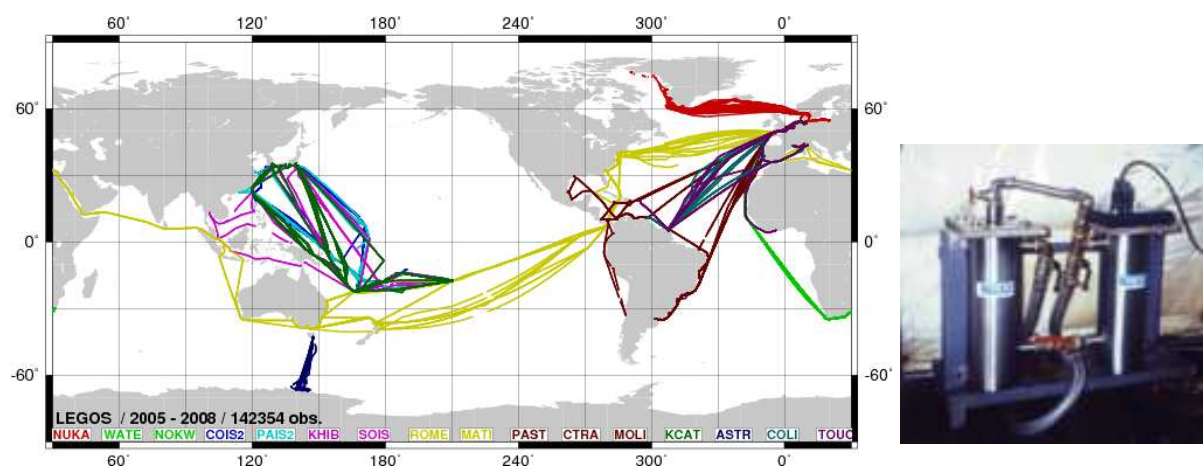 60° 120° 180° 240° 300° 0°
60° 60°
0° 0°
-60° -60°
LEGOS / 2005 - 2008 / 142354 obs.
NUKA WATE NOKW COIS2 PAIS2 KHIB SOIS ROME MATI PAST CTRA MOLI KCAT ASTR COLI TOUC
60° 120° 180° 240° 300° 0°